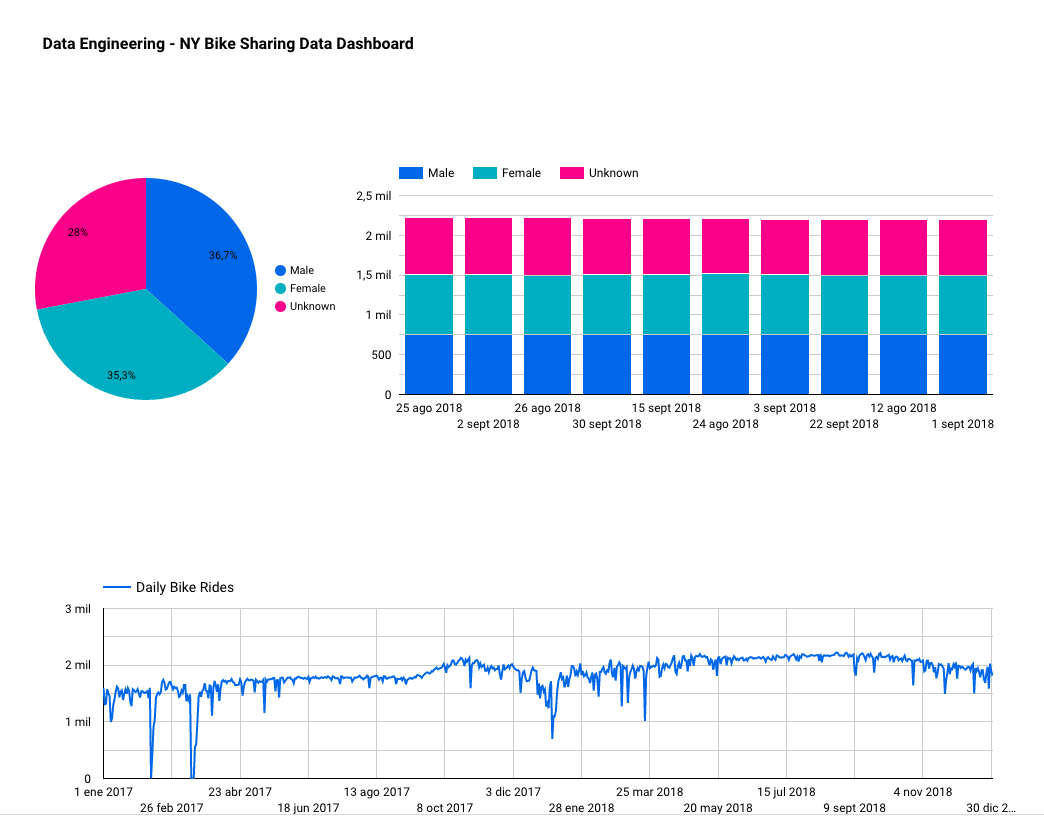 Data Engineering - NY Bike Sharing Data Dashboard
28%
36,7%
35,3%
Male
Female
Unknown
Male
Female
Unknown
2,5 mil
2 mil
1,5 mil
1 mil
500
0
25 ago 2018
26 ago 2018
15 sept 2018
3 sept 2018
12 ago 2018
2 sept 2018
30 sept 2018
24 ago 2018
22 sept 2018
1 sept 2018
Daily Bike Rides
3 mil
2 mil
1 mil
0
1 ene 2017
23 abr 2017
13 ago 2017
3 dic 2017
25 mar 2018
15 jul 2018
4 nov 2018
26 feb 2017
18 jun 2017
8 oct 2017
28 ene 2018
20 may 2018
9 sept 2018
30 dic 2…